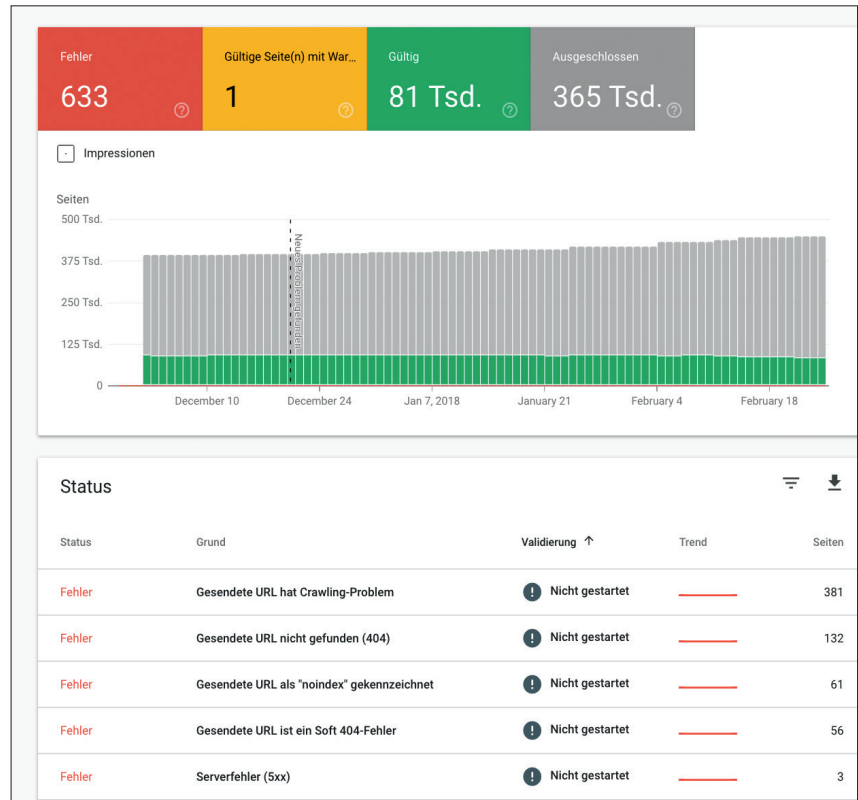 Fehler Gültige Seite(n) mit War... Gültig Ausgeschlossen
633 1 81 Tsd. 365 Tsd.
Impressionen
Seiten
500 Tsd.
375 Tsd.
250 Tsd.
125 Tsd.
0
Neues Problem gefunden:
December 10 December 24 Jan 7, 2018 January 21 February 4 February 18
Status
Status Grund Validierung Trend Seiten
Fehler Gesendete URL hat Crawling-Problem Nicht gestartet 381
Fehler Gesendete URL nicht gefunden (404) Nicht gestartet 132
Fehler Gesendete URL als "noindex" gekennzeichnet Nicht gestartet 61
Fehler Gesendete URL ist ein Soft 404-Fehler Nicht gestartet 56
Fehler Serverfehler (5xx) Nicht gestartet 3